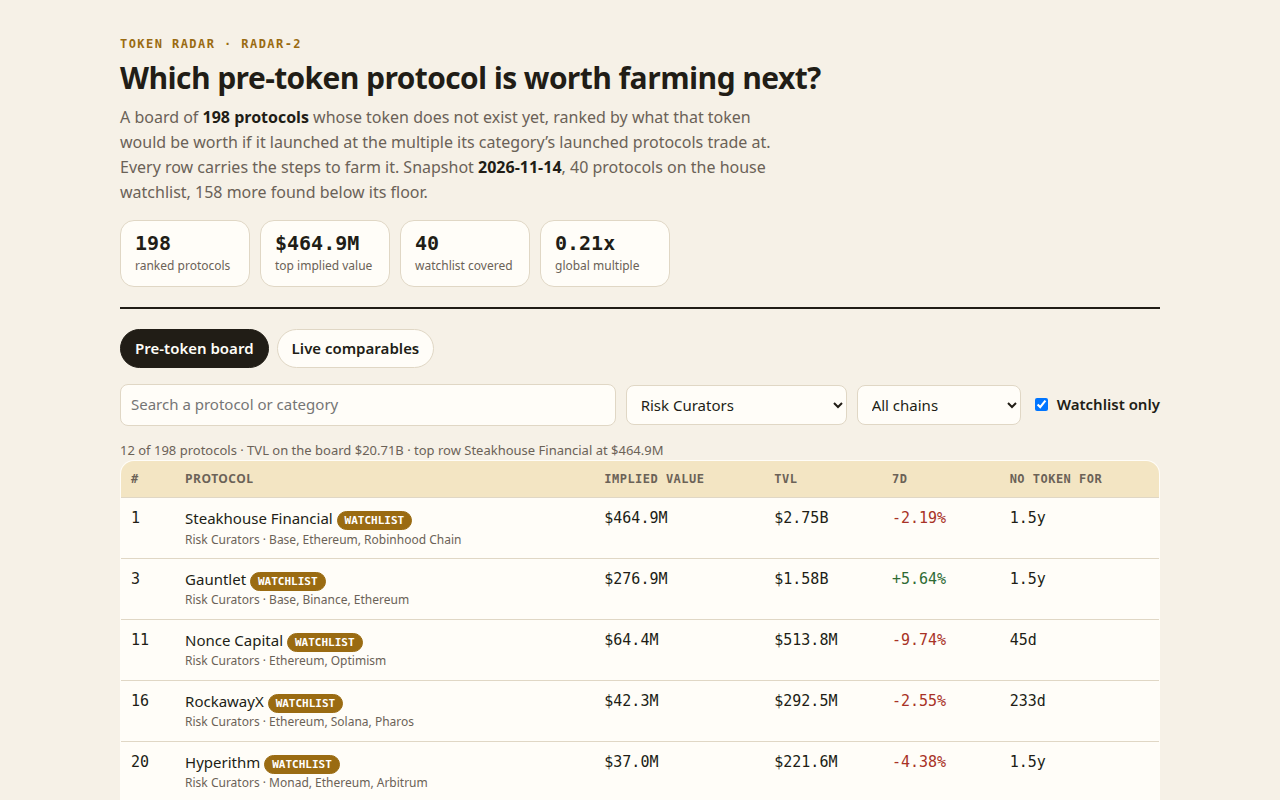 TOKEN RADAR · RADAR-2
Which pre-token protocol is worth farming next?
A board of 198 protocols whose token does not exist yet, ranked by what that token
would be worth if it launched at the multiple its category’s launched protocols trade at.
Every row carries the steps to farm it. Snapshot 2026-11-14, 40 protocols on the house
watchlist, 158 more found below its floor.
198
ranked protocols
$464.9M
top implied value
40
watchlist covered
0.21x
global multiple
Pre-token board
Live comparables
Search a protocol or category
Risk Curators
All chains
Watchlist only
12 of 198 protocols · TVL on the board $20.71B · top row Steakhouse Financial at $464.9M
# PROTOCOL IMPLIED VALUE TVL 7D NO TOKEN FOR
1 Steakhouse Financial WATCHLIST $464.9M $2.75B -2.19% 1.5y
Risk Curators · Base, Ethereum, Robinhood Chain
3 Gauntlet WATCHLIST $276.9M $1.58B +5.64% 1.5y
Risk Curators · Base, Binance, Ethereum
11 Nonce Capital WATCHLIST $64.4M $513.8M -9.74% 45d
Risk Curators · Ethereum, Optimism
16 RockawayX WATCHLIST $42.3M $292.5M -2.55% 233d
Risk Curators · Ethereum, Solana, Pharos
20 Hyperithm WATCHLIST $37.0M $221.6M -4.38% 1.5y
Risk Curators · Monad, Ethereum, Arbitrum